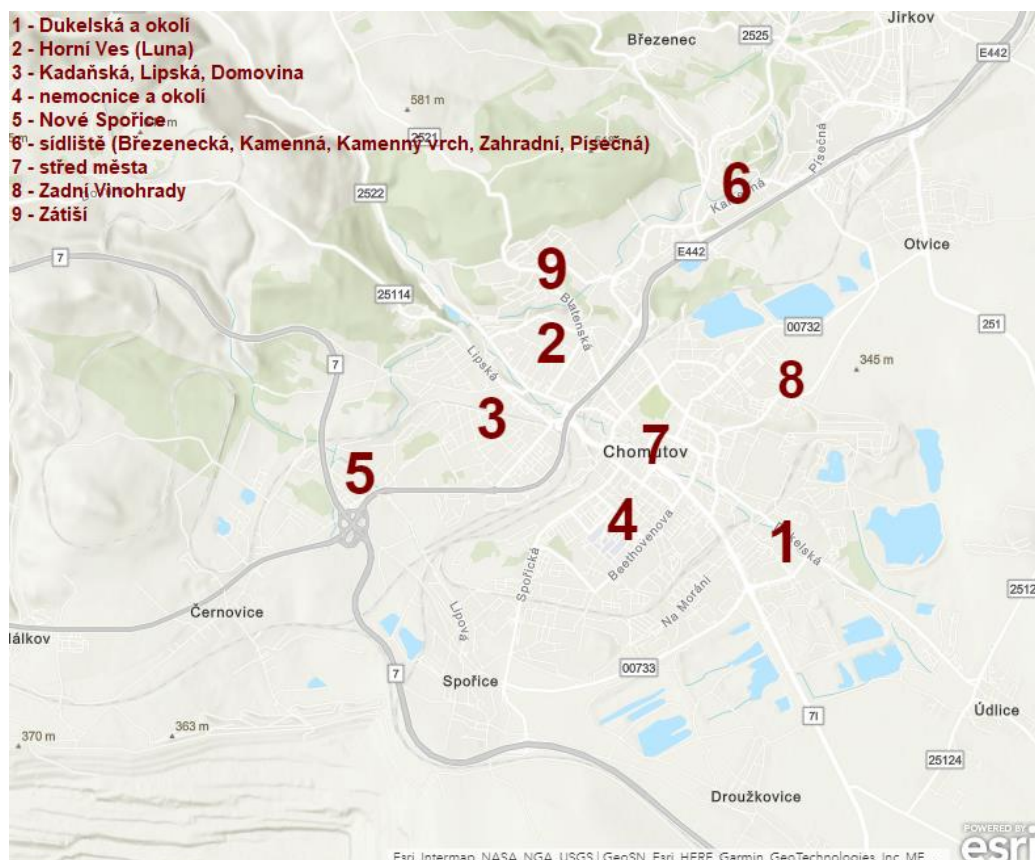 1 - Dukelská a okolí
2 - Horní Ves (Luna)
3 - Kadaňská, Lipská, Domovina
4 - nemocnice a okolí
5 - Nové Spořice
6 - sídliště (Březenecká, Kamenná, Kamenný vrch, Zahradní, Písečná)
7 - střed města
8 - Zadní Vinohrady
9 - Zátiší
Jirkov
Březenec
2525
E442
581 m
2521
Písečná
6
Kamenná
2522
Otvice
E442
7
9
25114
Blatenská
00732
251
2
Lipská
7
345 m
8
3
7
Chomutov
5
4
1
Dukelská
Beethovenova
Spořická
Na Moráni
Lipová
Černovice
álkov
2512
00733
7
Spořice
Údlice
7I
363 m
370 m
25124
Droužkovice
POWERED BY
esri
Esri, Intermap, NASA, NGA, USGS | GeoSN, Esri, HERE, Garmin, GeoTechnologies, Inc, ME